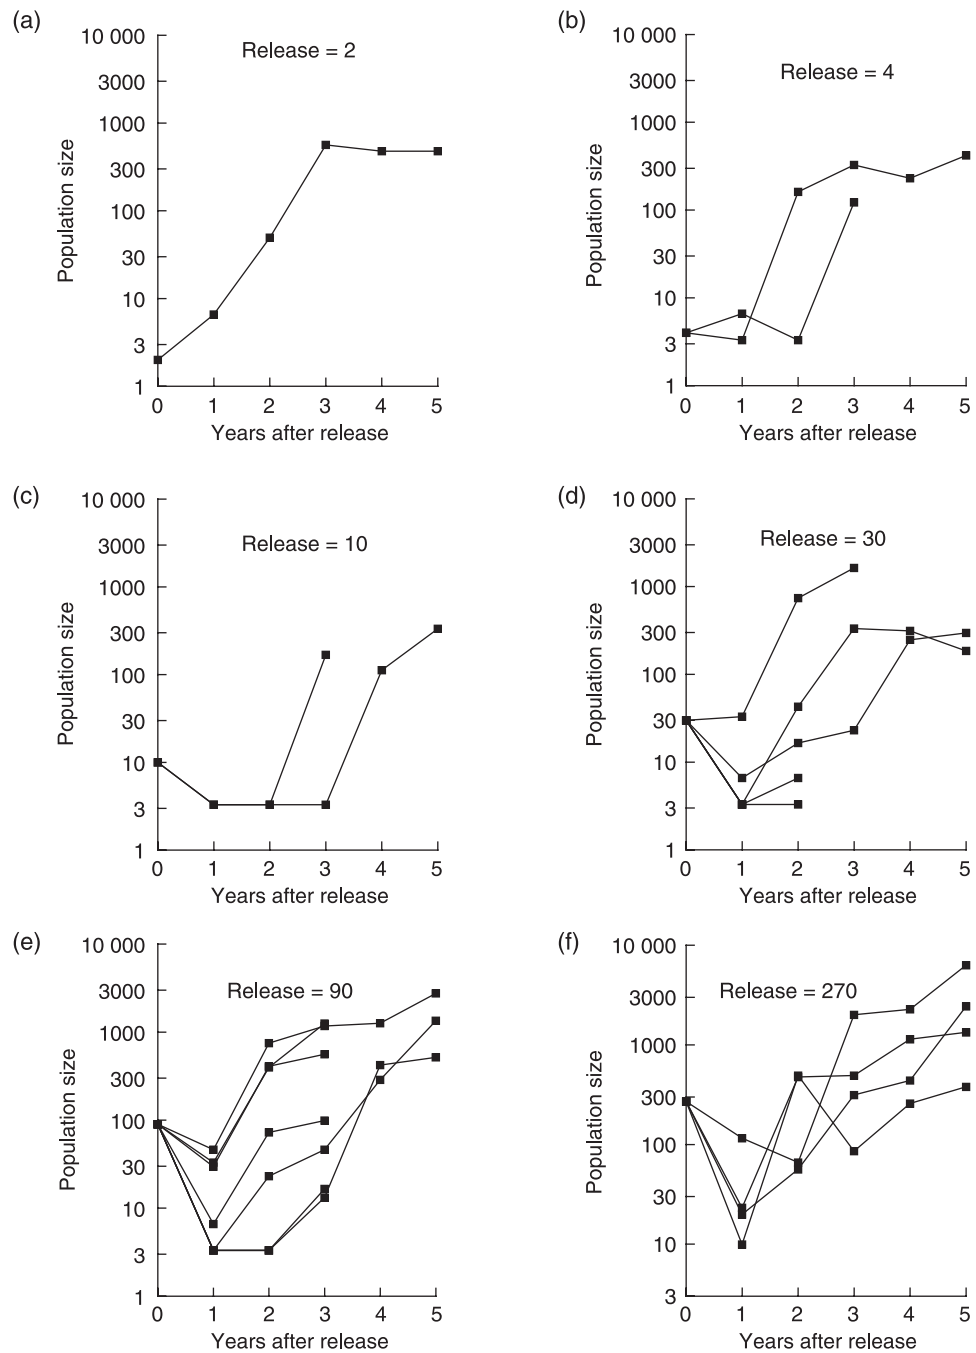 (a)
Release = 2
10 000
3000
1000
300
100
30
10
3
1
Population size
0 1 2 3 4 5
Years after release
(b)
Release = 4
10 000
3000
1000
300
100
30
10
3
1
Population size
0 1 2 3 4 5
Years after release
(c)
Release = 10
10 000
3000
1000
300
100
30
10
3
1
Population size
0 1 2 3 4 5
Years after release
(d)
Release = 30
10 000
3000
1000
300
100
30
10
3
1
Population size
0 1 2 3 4 5
Years after release
(e)
Release = 90
10 000
3000
1000
300
100
30
10
3
1
Population size
0 1 2 3 4 5
Years after release
(f)
Release = 270
10 000
3000
1000
300
100
30
10
3
Population size
0 1 2 3 4 5
Years after release